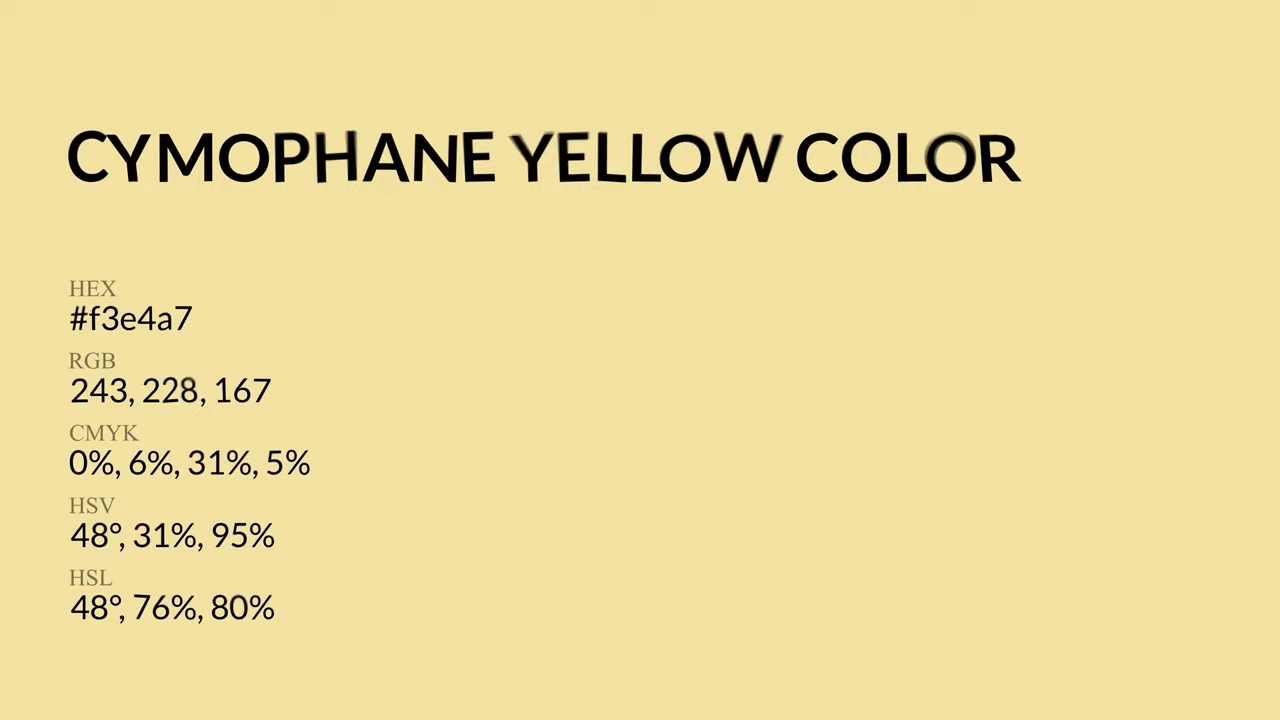 CYMOPHANE YELLOW COLOR
HEX
#f3e4a7
RGB
243, 228, 167
CMYK
0%, 6%, 31%, 5%
HSV
48°, 31%, 95%
HSL
48°, 76%, 80%